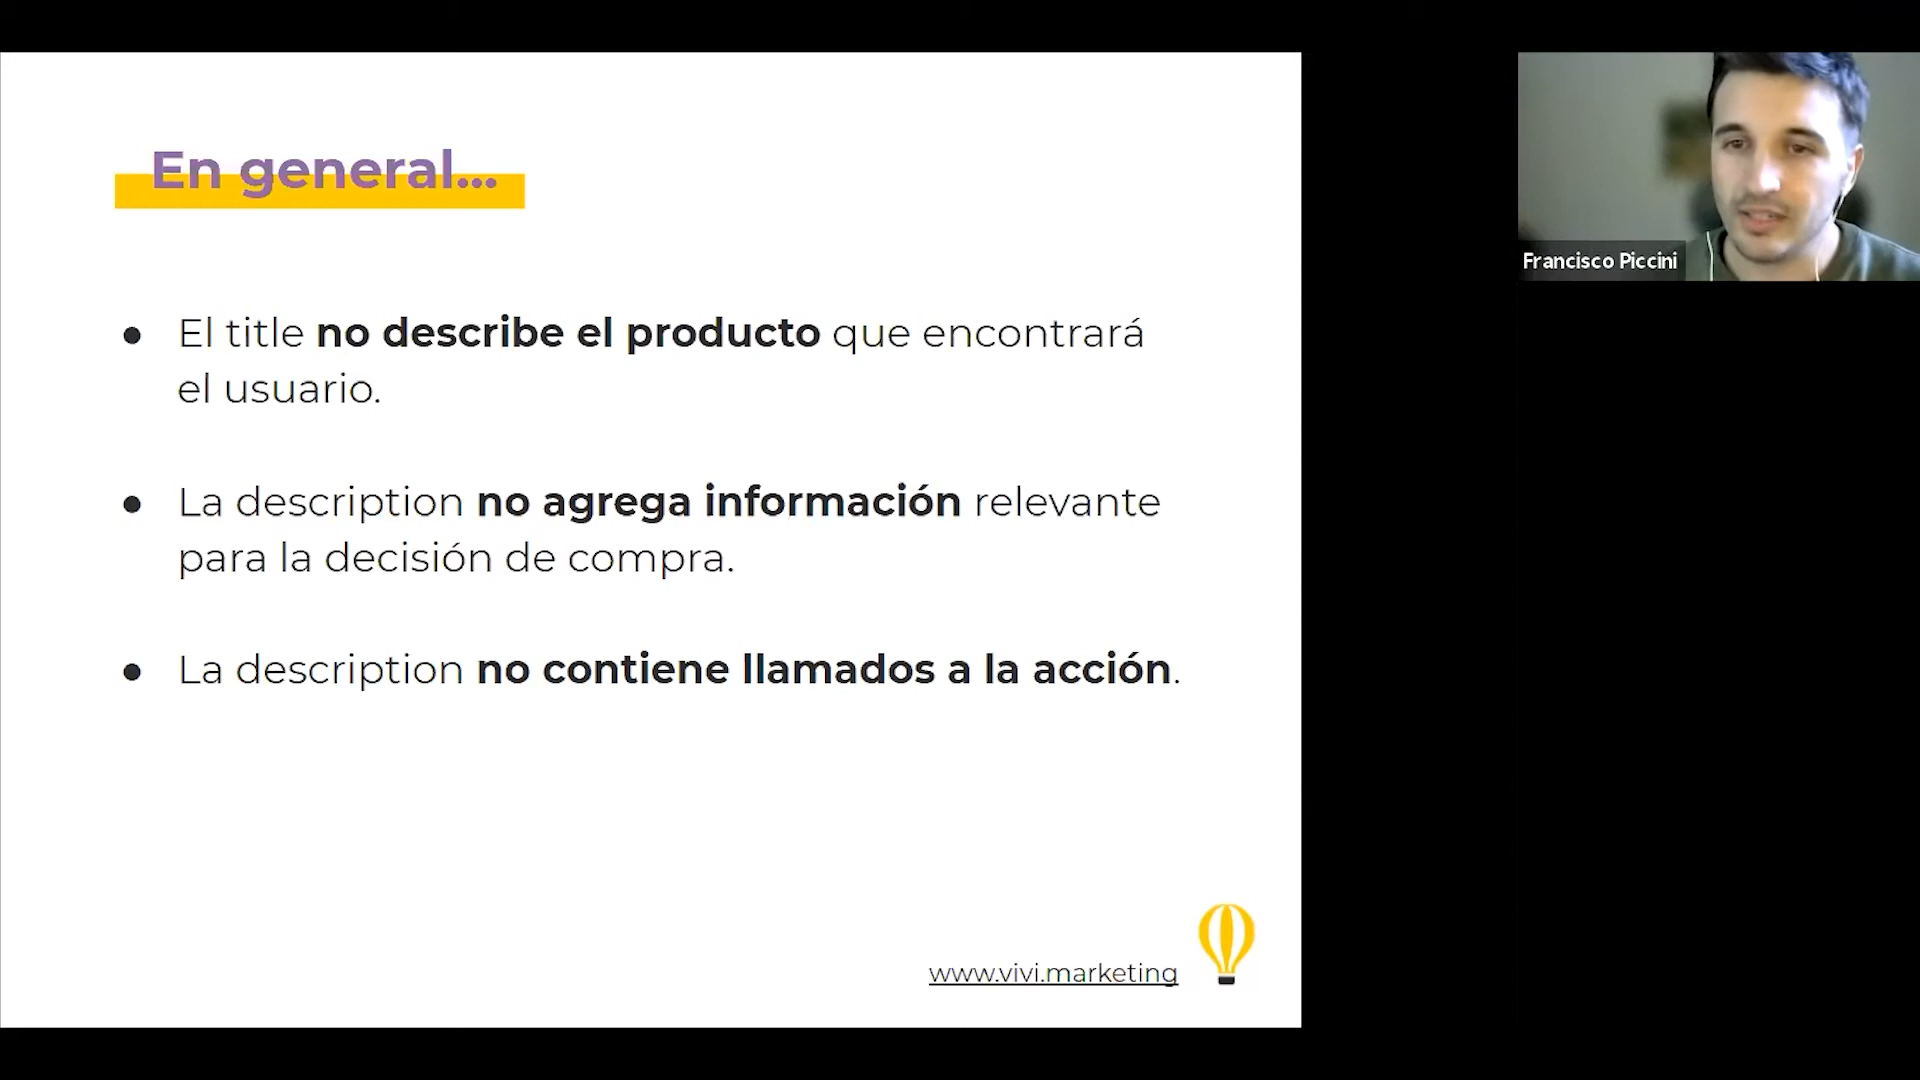 En general...
● El title no describe el producto que encontrará
el usuario.
● La description no agrega información relevante
para la decisión de compra.
● La description no contiene llamados a la acción.
www.vivi.marketing
Francisco Piccini